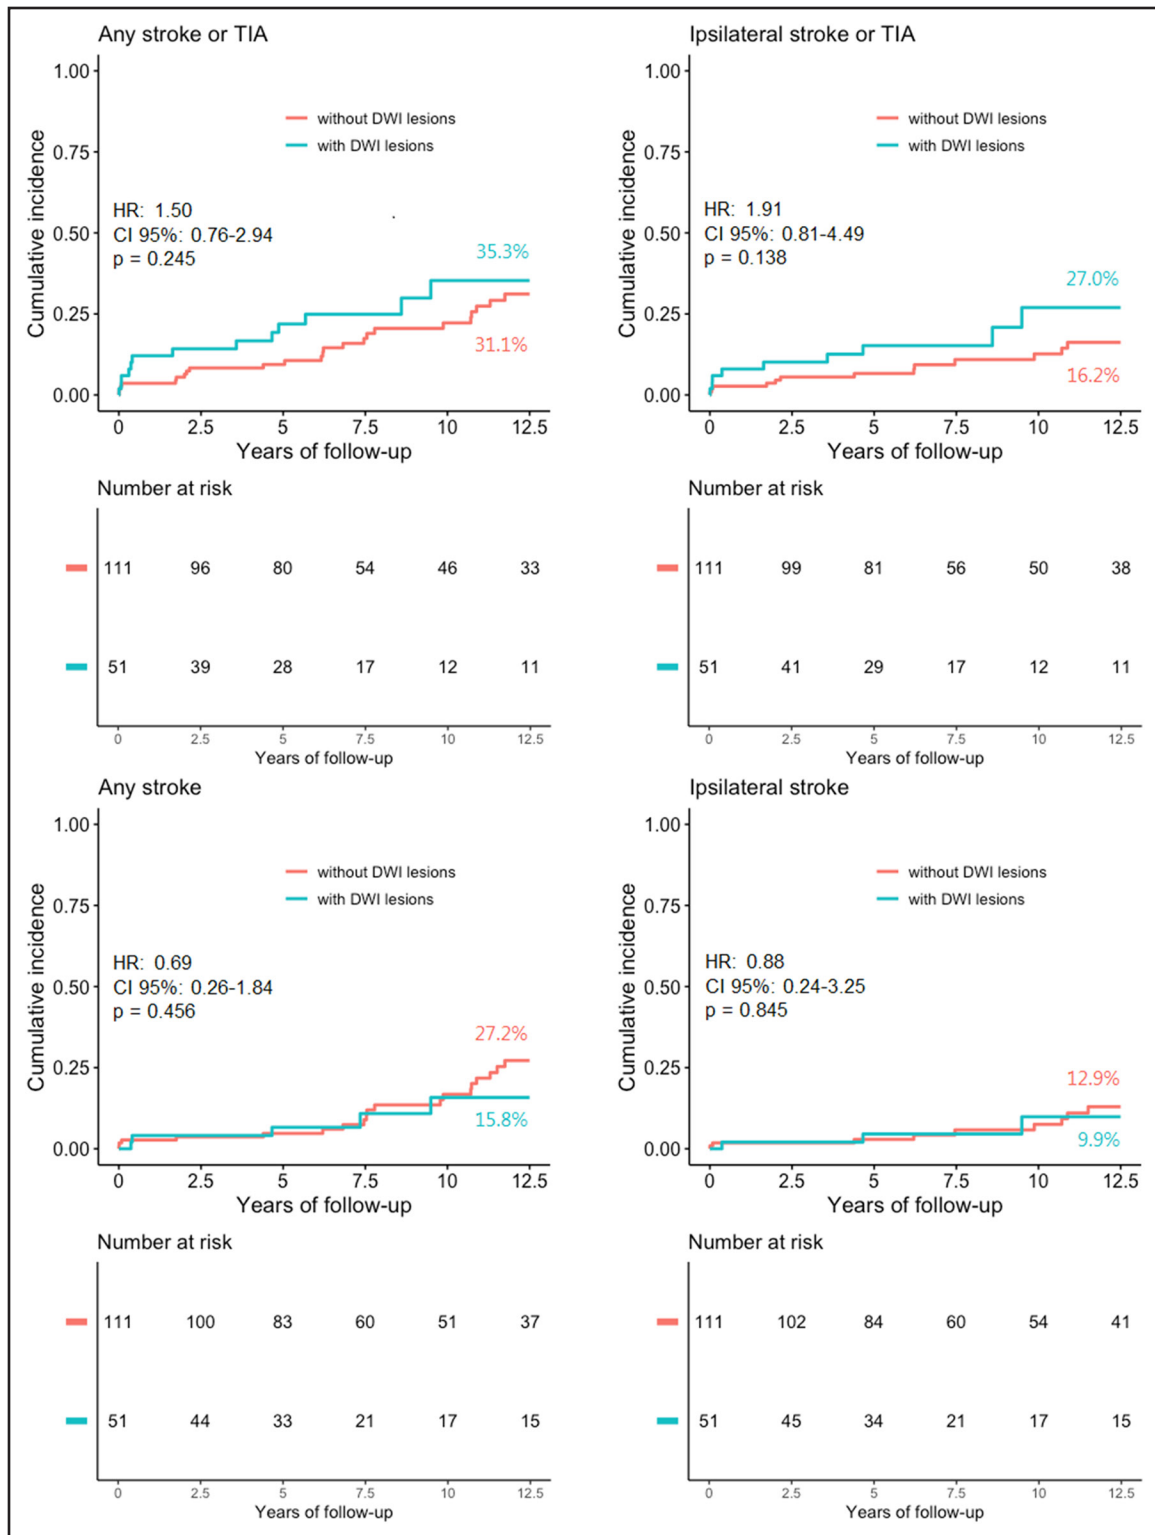 Any stroke or TIA
Cumulative incidence
1.00
0.75
0.50
0.25
0.00
without DWI lesions
with DWI lesions
HR: 1.50
CI 95%: 0.76-2.94
p = 0.245
35.3%
31.1%
0 2.5 5 7.5 10 12.5
Years of follow-up
Number at risk
111 96 80 54 46 33
51 39 28 17 12 11
0 2.5 5 7.5 10 12.5
Years of follow-up
Ipsilateral stroke or TIA
Cumulative incidence
1.00
0.75
0.50
0.25
0.00
without DWI lesions
with DWI lesions
HR: 1.91
CI 95%: 0.81-4.49
p = 0.138
27.0%
16.2%
0 2.5 5 7.5 10 12.5
Years of follow-up
Number at risk
111 99 81 56 50 38
51 41 29 17 12 11
0 2.5 5 7.5 10 12.5
Years of follow-up
Any stroke
Cumulative incidence
1.00
0.75
0.50
0.25
0.00
without DWI lesions
with DWI lesions
HR: 0.69
CI 95%: 0.26-1.84
p = 0.456
27.2%
15.8%
0 2.5 5 7.5 10 12.5
Years of follow-up
Number at risk
111 100 83 60 51 37
51 44 33 21 17 15
0 2.5 5 7.5 10 12.5
Years of follow-up
Ipsilateral stroke
Cumulative incidence
1.00
0.75
0.50
0.25
0.00
without DWI lesions
with DWI lesions
HR: 0.88
CI 95%: 0.24-3.25
p = 0.845
12.9%
9.9%
0 2.5 5 7.5 10 12.5
Years of follow-up
Number at risk
111 102 84 60 54 41
51 45 34 21 17 15
0 2.5 5 7.5 10 12.5
Years of follow-up